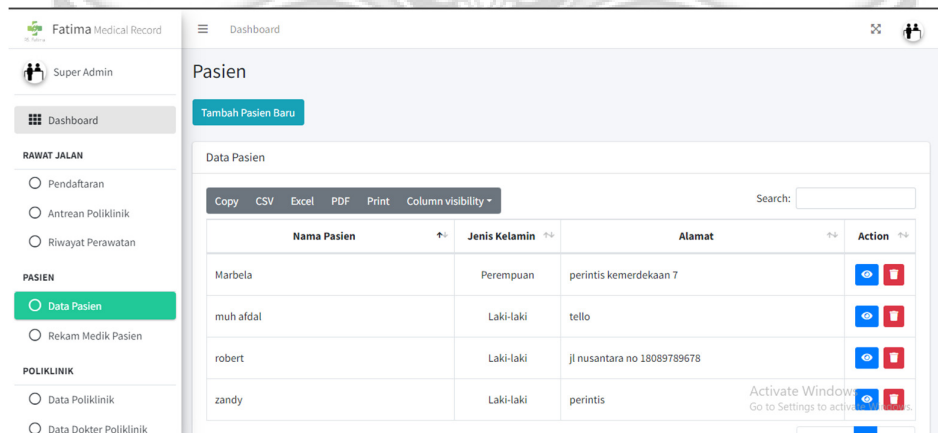 Fatima Medical Record
Dashboard
Super Admin
Pasien
Dashboard
Tambah Pasien Baru
RAWAT JALAN
Data Pasien
Pendaftaran
Copy CSV Excel PDF Print Column visibility
Search:
Antrean Poliklinik
Nama Pasien Jenis Kelamin Alamat Action
Riwayat Perawatan
Marbela Perempuan perintis kemerdekaan 7
PASIEN
Data Pasien
muh afdal Laki-laki tello
Rekam Medik Pasien
robert Laki-laki jl nusantara no 18089789678
POLIKLINIK
Data Poliklinik
zandy Laki-laki perintis
Activate Windows
Go to Settings to activate Windows.
Data Dokter Poliklinik